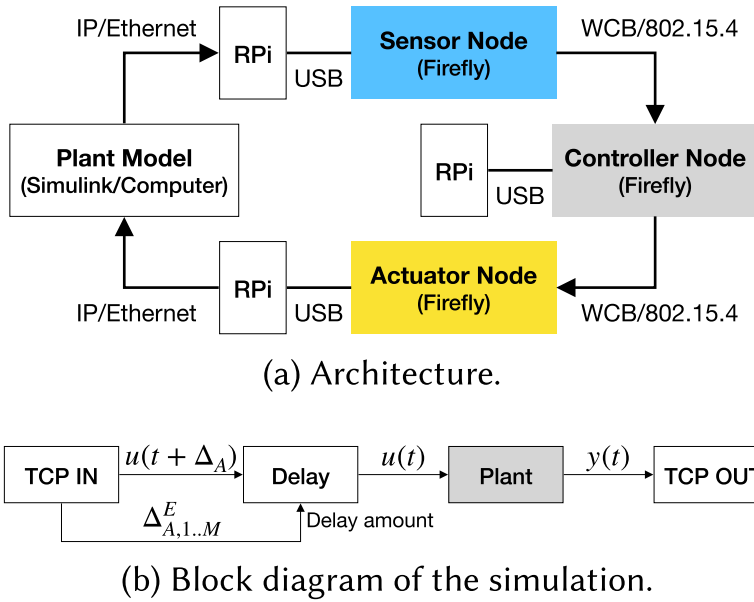 IP/Ethernet
RPi
USB
Sensor Node
(Firefly)
WCB/802.15.4
Plant Model
(Simulink/Computer)
RPi
USB
Controller Node
(Firefly)
IP/Ethernet
RPi
USB
Actuator Node
(Firefly)
WCB/802.15.4
(a) Architecture.
TCP IN
u(t + Δ_A)
Delay
u(t)
Plant
y(t)
TCP OUT
Δ^E_{A,1..M}
Delay amount
(b) Block diagram of the simulation.